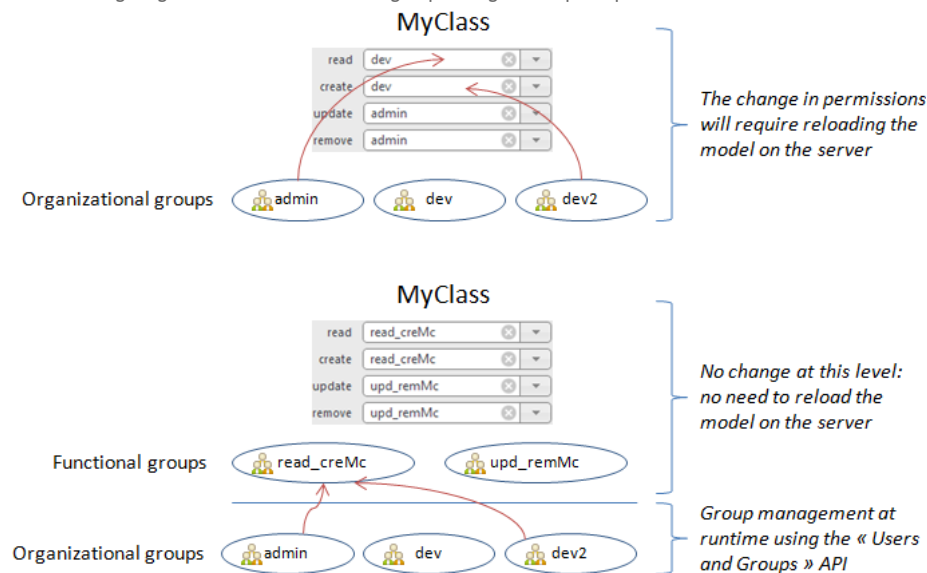 MyClass
read dev
create dev
update admin
remove admin
The change in permissions
will require reloading the
model on the server
Organizational groups admin dev dev2
MyClass
read read_creMc
create read_creMc
update upd_remMc
remove upd_remMc
No change at this level:
no need to reload the
model on the server
Functional groups read_creMc upd_remMc
Group management at
runtime using the « Users
and Groups » API
Organizational groups admin dev dev2